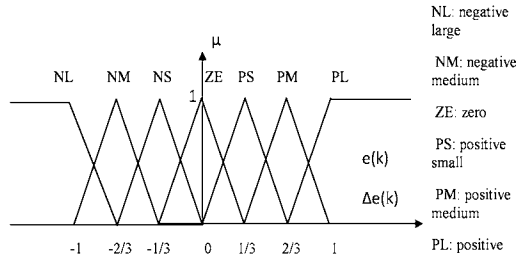 μ
NL NM NS ZE PS PM PL
1
e(k)
Δe(k)
-1 -2/3 -1/3 0 1/3 2/3 1
NL: negative
large
NM: negative
medium
ZE: zero
PS: positive
small
PM: positive
medium
PL: positive